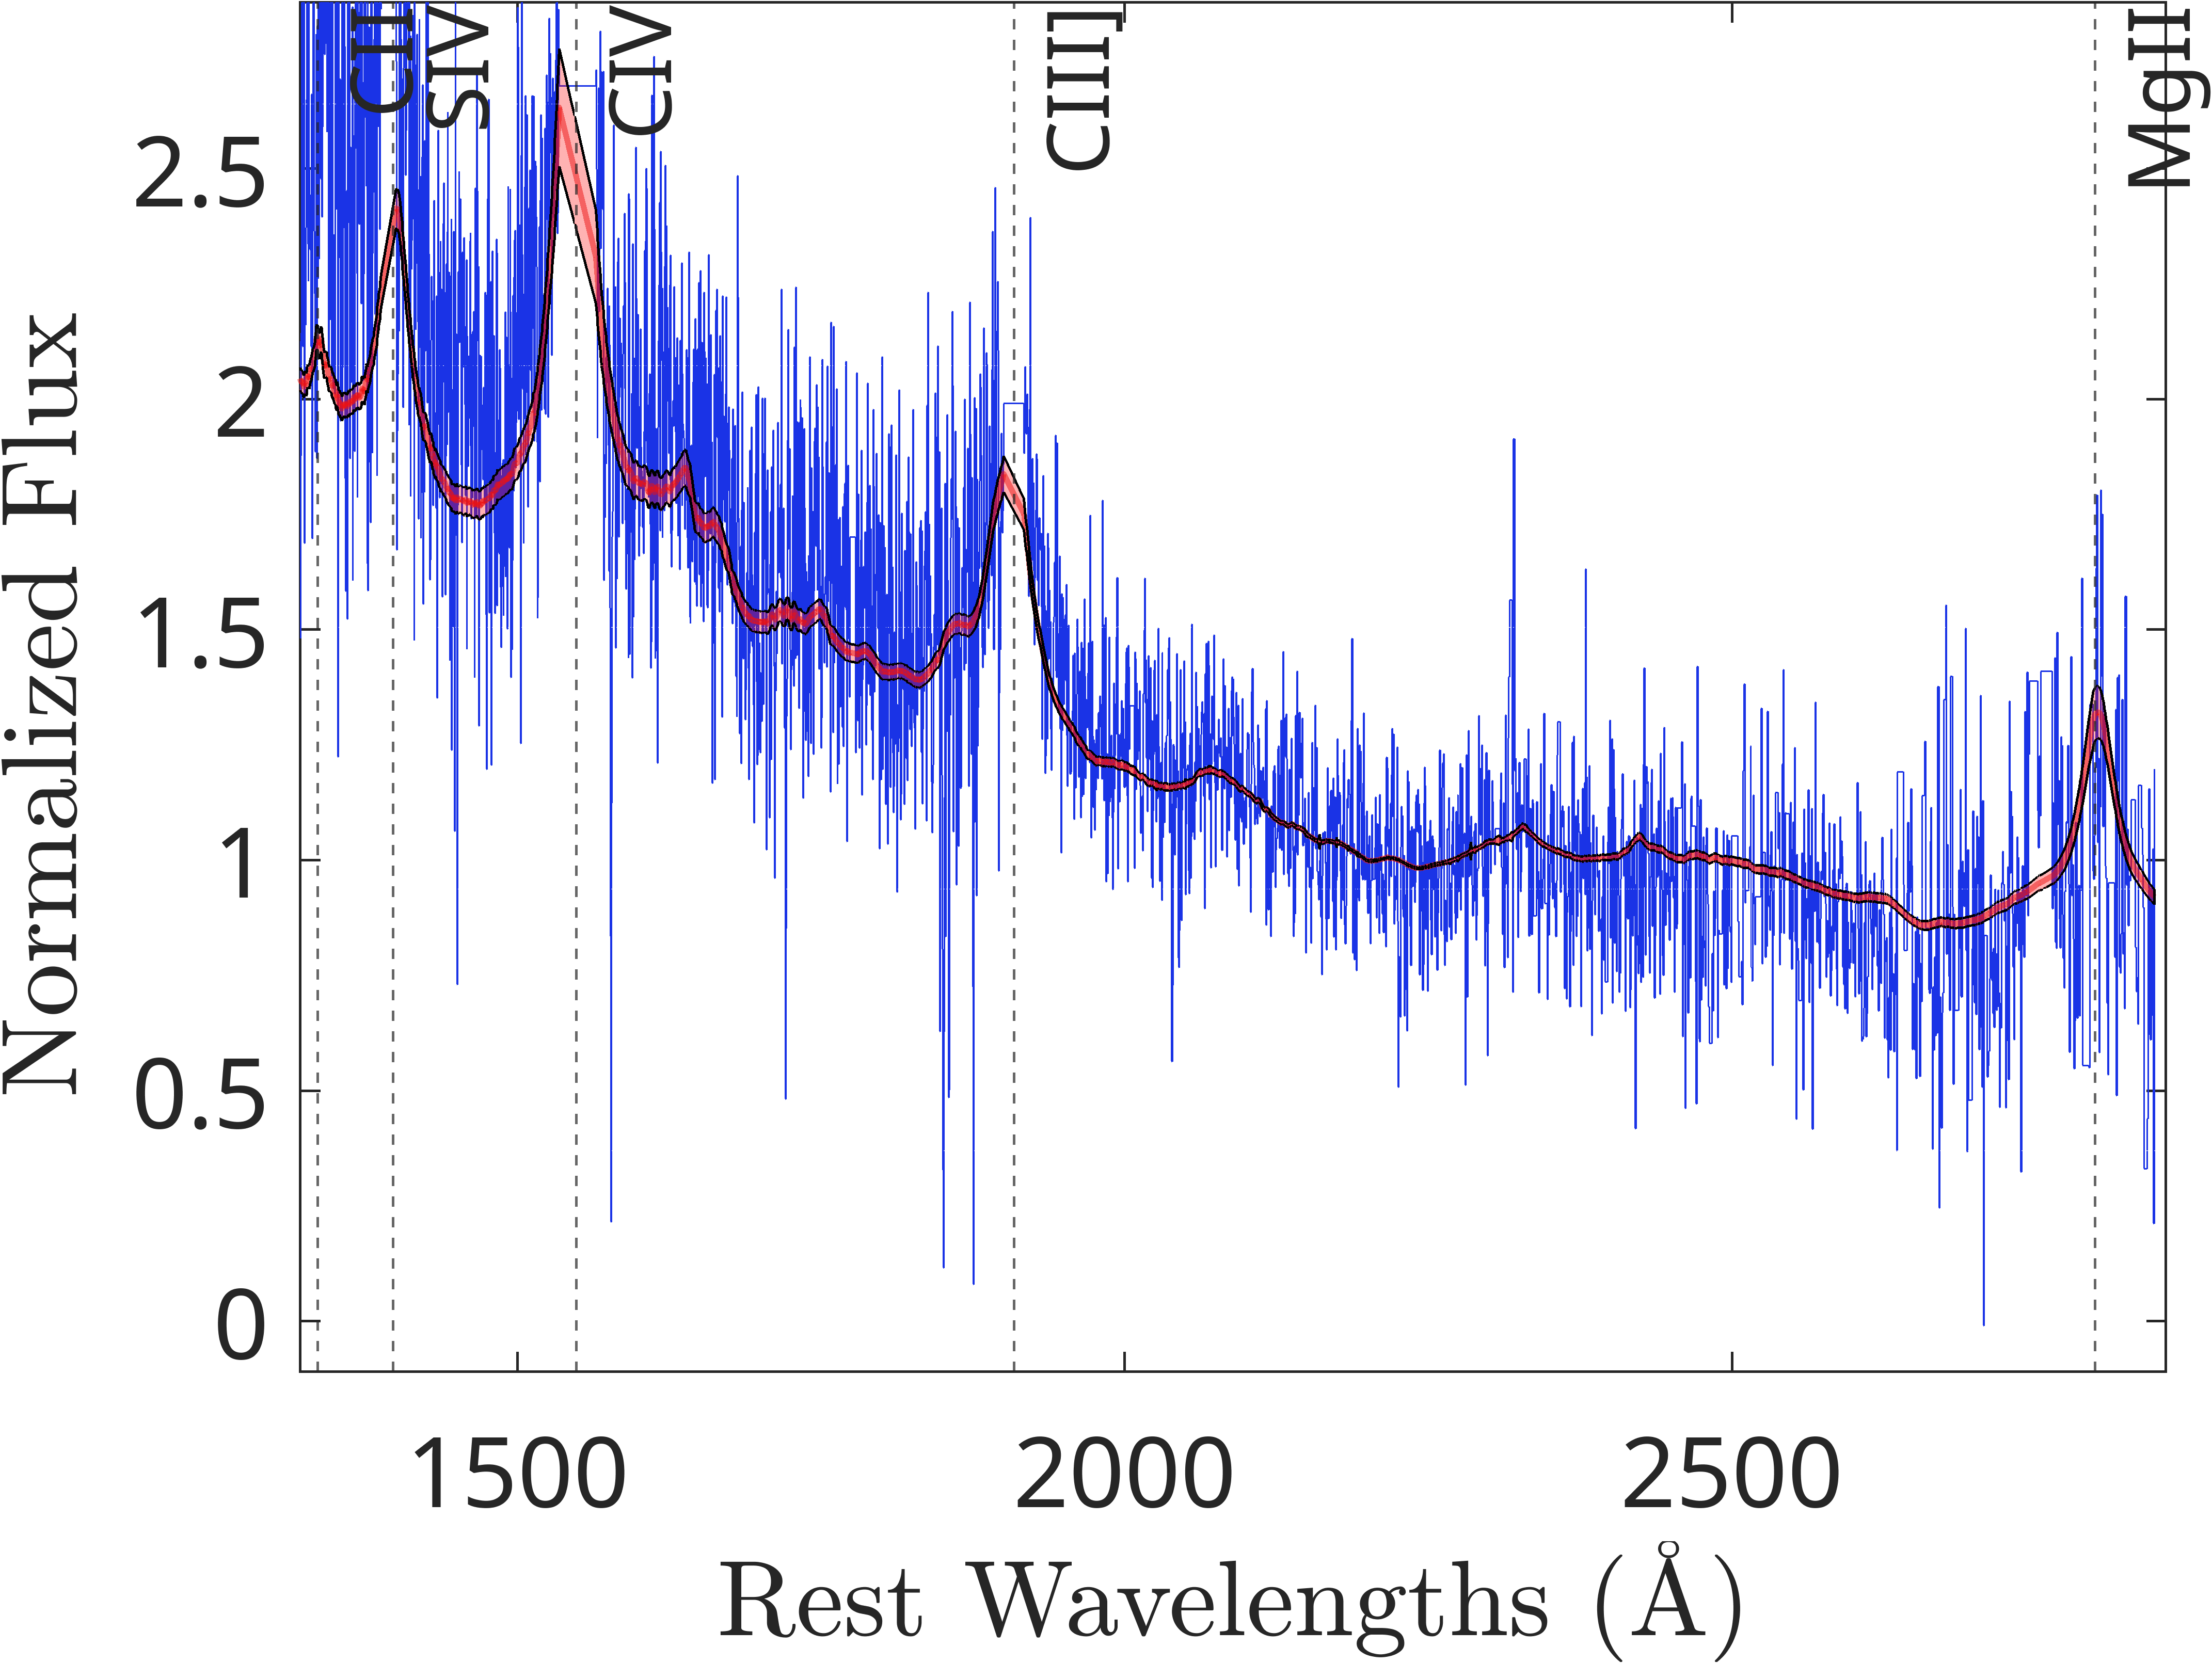 CII
SIV
CIV
CIII]
MgII
2.5
2
1.5
1
0.5
0
Normalized Flux
1500
2000
2500
Rest Wavelengths (Å)